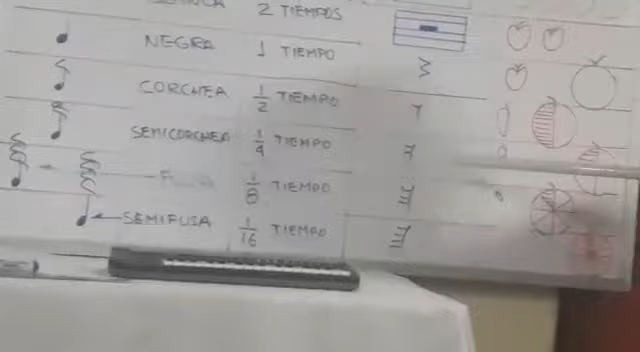 2 TIEMPOS
NEGRA 1 TIEMPO
CORCHEA 1/2 TIEMPO
SEMICORCHEA 1/4 TIEMPO
1/8 TIEMPO
SEMIFUSA 1/16 TIEMPO